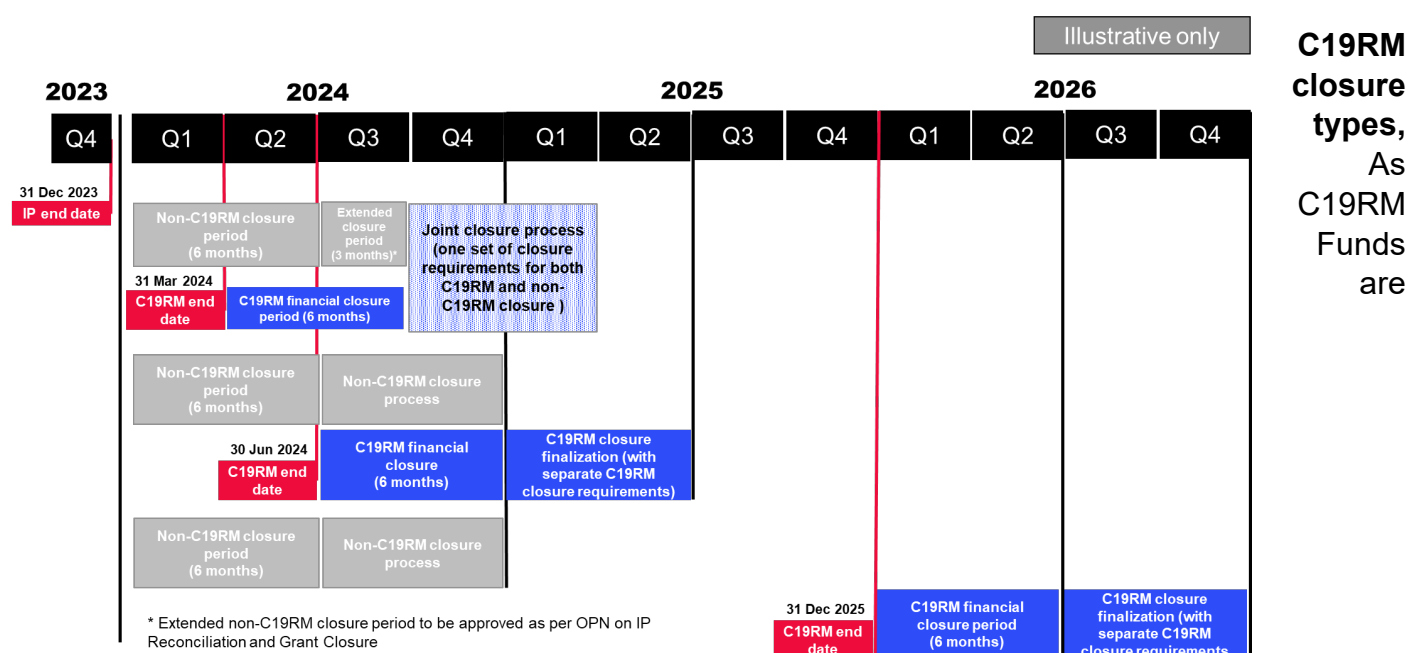 Illustrative only
C19RM
closure
types,
As
C19RM
Funds
are
2023
2024
2025
2026
Q4
Q1
Q2
Q3
Q4
Q1
Q2
Q3
Q4
Q1
Q2
Q3
Q4
31 Dec 2023
IP end date
Non-C19RM closure
period
(6 months)
Extended
closure
period
(3 months)*
Joint closure process
(one set of closure
requirements for both
C19RM and non-
C19RM closure )
31 Mar 2024
C19RM end
date
C19RM financial closure
period (6 months)
Non-C19RM closure
period
(6 months)
Non-C19RM closure
process
30 Jun 2024
C19RM end
date
C19RM financial
closure
(6 months)
C19RM closure
finalization (with
separate C19RM
closure requirements)
Non-C19RM closure
period
(6 months)
Non-C19RM closure
process
31 Dec 2025
C19RM end
date
C19RM financial
closure period
(6 months)
C19RM closure
finalization (with
separate C19RM
closure requirements
* Extended non-C19RM closure period to be approved as per OPN on IP
Reconciliation and Grant Closure